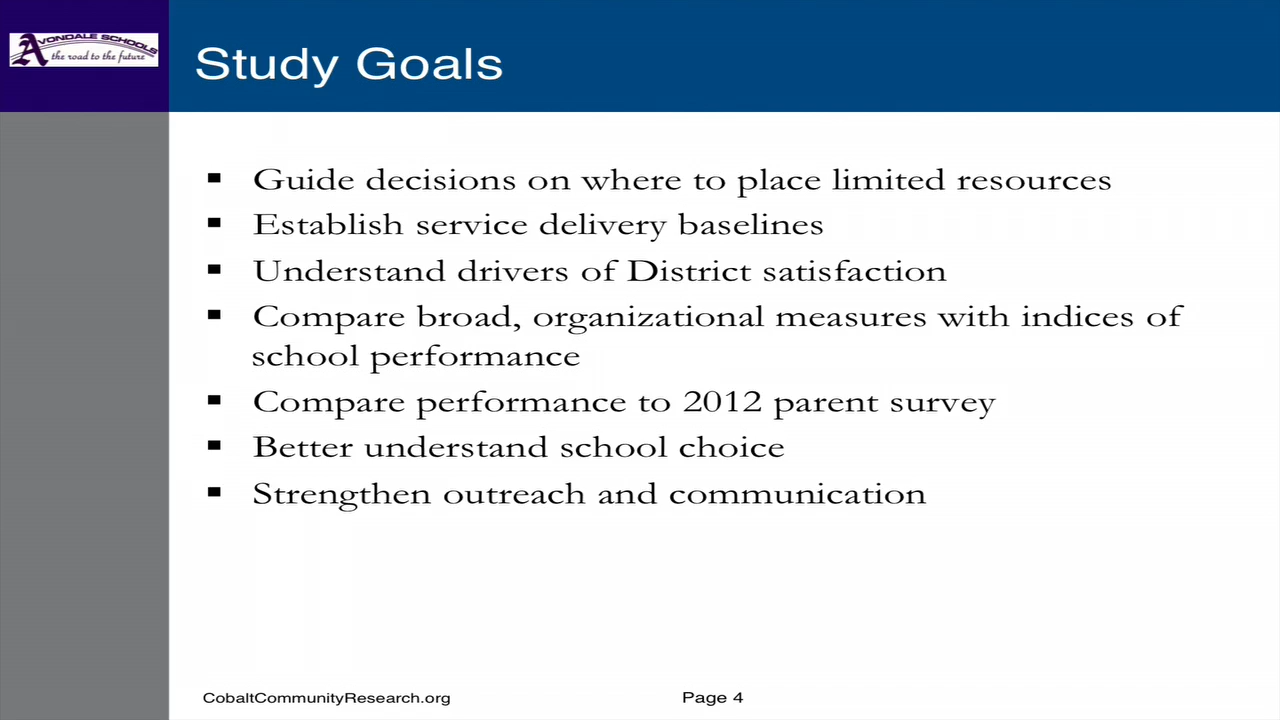 AVONDALE SCHOOLS
the road to the future
Study Goals
▪ Guide decisions on where to place limited resources
▪ Establish service delivery baselines
▪ Understand drivers of District satisfaction
▪ Compare broad, organizational measures with indices of
school performance
▪ Compare performance to 2012 parent survey
▪ Better understand school choice
▪ Strengthen outreach and communication
CobaltCommunityResearch.org
Page 4